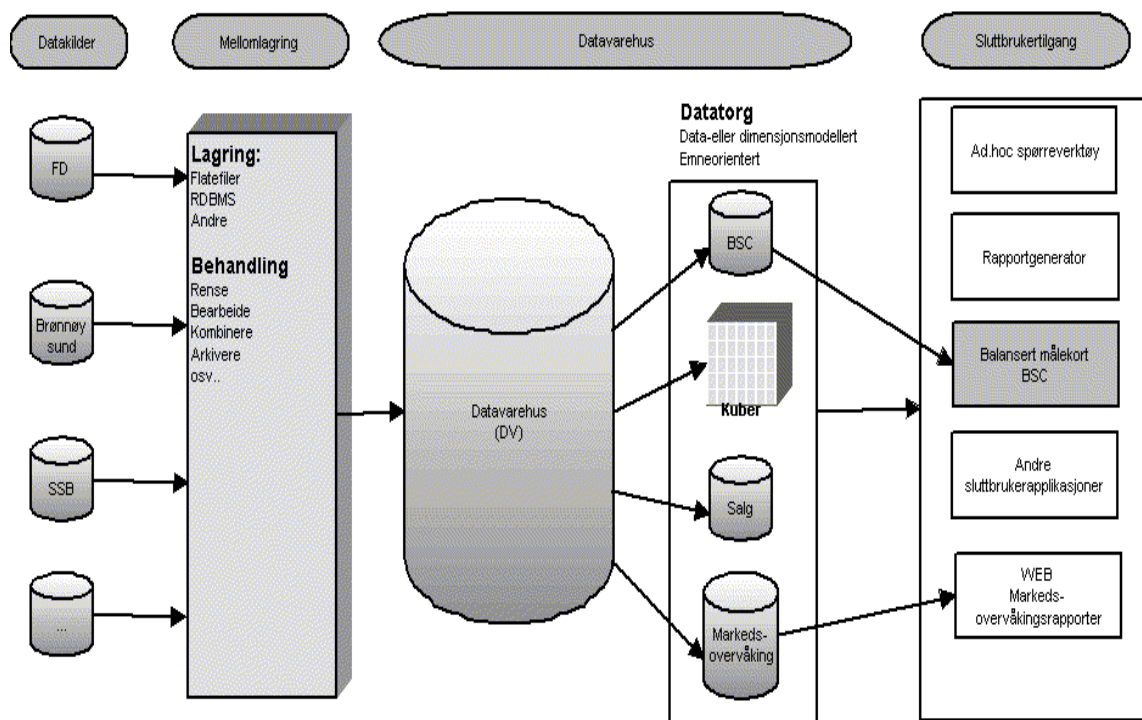 Datakilder
Mellomlagring
Datavarehus
Sluttbrukertilgang
FD
Brønnøy
sund
SSB
...
Lagring:
Flatefiler
RDBMS
Andre
Behandling
Rense
Bearbeide
Kombinere
Arkivere
osv..
Datavarehus
(DV)
Datatorg
Data-eller dimensjonsmodellert
Emneorientert
BSC
Kuber
Salg
Markeds-
overvåking
Ad.hoc spørreverktøy
Rapportgenerator
Balansert målekort
BSC
Andre
sluttbrukerapplikasjoner
WEB
Markeds-
overvåkingsrapporter